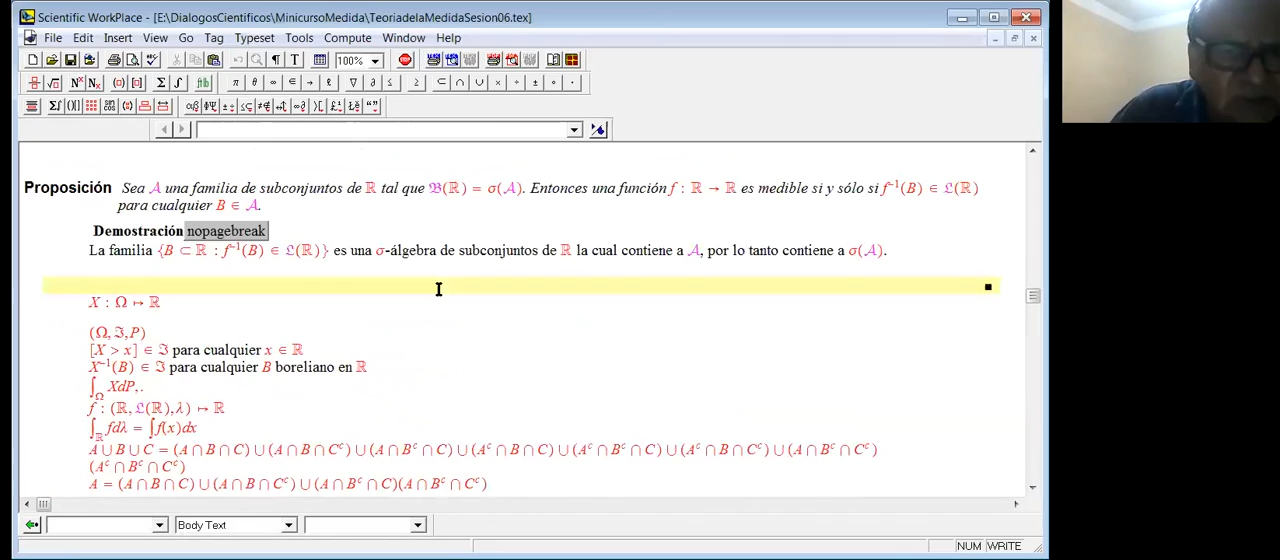 Scientific WorkPlace - [E:\DialogosCientificos\MinicursoMedida\TeoriadelaMedidaSesion06.tex]
File Edit Insert View Go Tag Typeset Tools Compute Window Help
100%
Proposición Sea 𝒜 una familia de subconjuntos de ℝ tal que 𝔅(ℝ) = σ(𝒜). Entonces una función f : ℝ → ℝ es medible si y sólo si f⁻¹(B) ∈ 𝔏(ℝ)
para cualquier B ∈ 𝒜.
Demostración nopagebreak
La familia {B ⊂ ℝ : f⁻¹(B) ∈ 𝔏(ℝ)} es una σ-álgebra de subconjuntos de ℝ la cual contiene a 𝒜, por lo tanto contiene a σ(𝒜).
X : Ω ↦ ℝ
(Ω, ℑ, P)
[X > x] ∈ ℑ para cualquier x ∈ ℝ
X⁻¹(B) ∈ ℑ para cualquier B boreliano en ℝ
∫_Ω XdP, .
f : (ℝ, 𝔏(ℝ), λ) ↦ ℝ
∫_ℝ fdλ = ∫f(x)dx
A ∪ B ∪ C = (A ∩ B ∩ C) ∪ (A ∩ B ∩ Cᶜ) ∪ (A ∩ Bᶜ ∩ C) ∪ (Aᶜ ∩ B ∩ C) ∪ (Aᶜ ∩ Bᶜ ∩ C) ∪ (Aᶜ ∩ B ∩ Cᶜ) ∪ (A ∩ Bᶜ ∩ Cᶜ)
(Aᶜ ∩ Bᶜ ∩ Cᶜ)
A = (A ∩ B ∩ C) ∪ (A ∩ B ∩ Cᶜ) ∪ (A ∩ Bᶜ ∩ C)(A ∩ Bᶜ ∩ Cᶜ)
Body Text
NUM WRITE